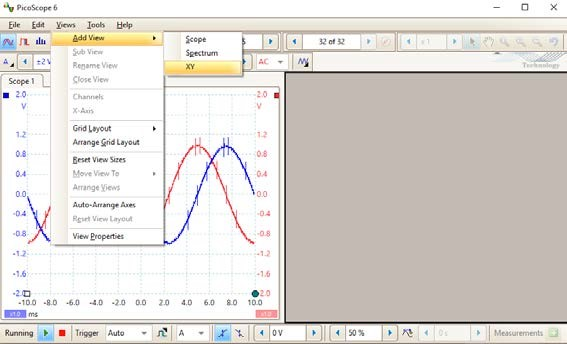 PicoScope 6
File Edit Views Tools Help
Add View
Sub View
Rename View
Close View
Channels
X-Axis
Grid Layout
Arrange Grid Layout
Reset View Sizes
Move View To
Arrange Views
Auto-Arrange Axes
Reset View Layout
View Properties
Scope
Spectrum
XY
32 of 32
x 1
A
±2 V
AC
Technology
Scope 1
2.0 2.0
V V
1.2 1.2
0.8 0.8
0.4 0.4
0.0 0.0
-0.4 -0.4
-0.8 -0.8
-1.2 -1.2
-1.6 -1.6
-2.0 -2.0
-10.0 -8.0 -6.0 -4.0 -2.0 0.0 2.0 4.0 6.0 8.0 10.0
x1.0 ms x1.0
Running Trigger Auto A 0 V 50 % 0 s Measurements